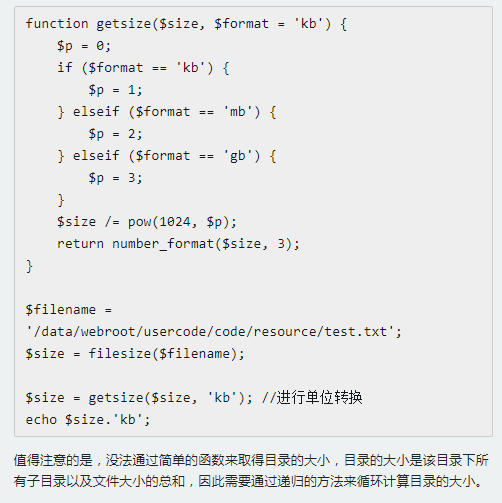 function getsize($size, $format = 'kb') {
    $p = 0;
    if ($format == 'kb') {
        $p = 1;
    } elseif ($format == 'mb') {
        $p = 2;
    } elseif ($format == 'gb') {
        $p = 3;
    }
    $size /= pow(1024, $p);
    return number_format($size, 3);
}

$filename =
'/data/webroot/usercode/code/resource/test.txt';
$size = filesize($filename);

$size = getsize($size, 'kb'); //进行单位转换
echo $size.'kb';
值得注意的是，没法通过简单的函数来取得目录的大小，目录的大小是该目录下所
有子目录以及文件大小的总和，因此需要通过递归的方法来循环计算目录的大小。